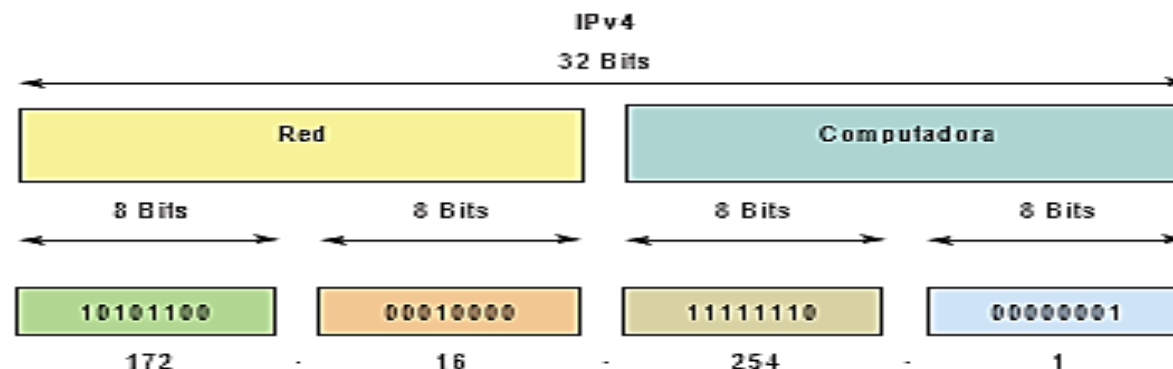 IPv4
32 Bits
Red Computadora
8 Bits 8 Bits 8 Bits 8 Bits
10101100 00010000 11111110 00000001
172 - 16 - 254 - 1